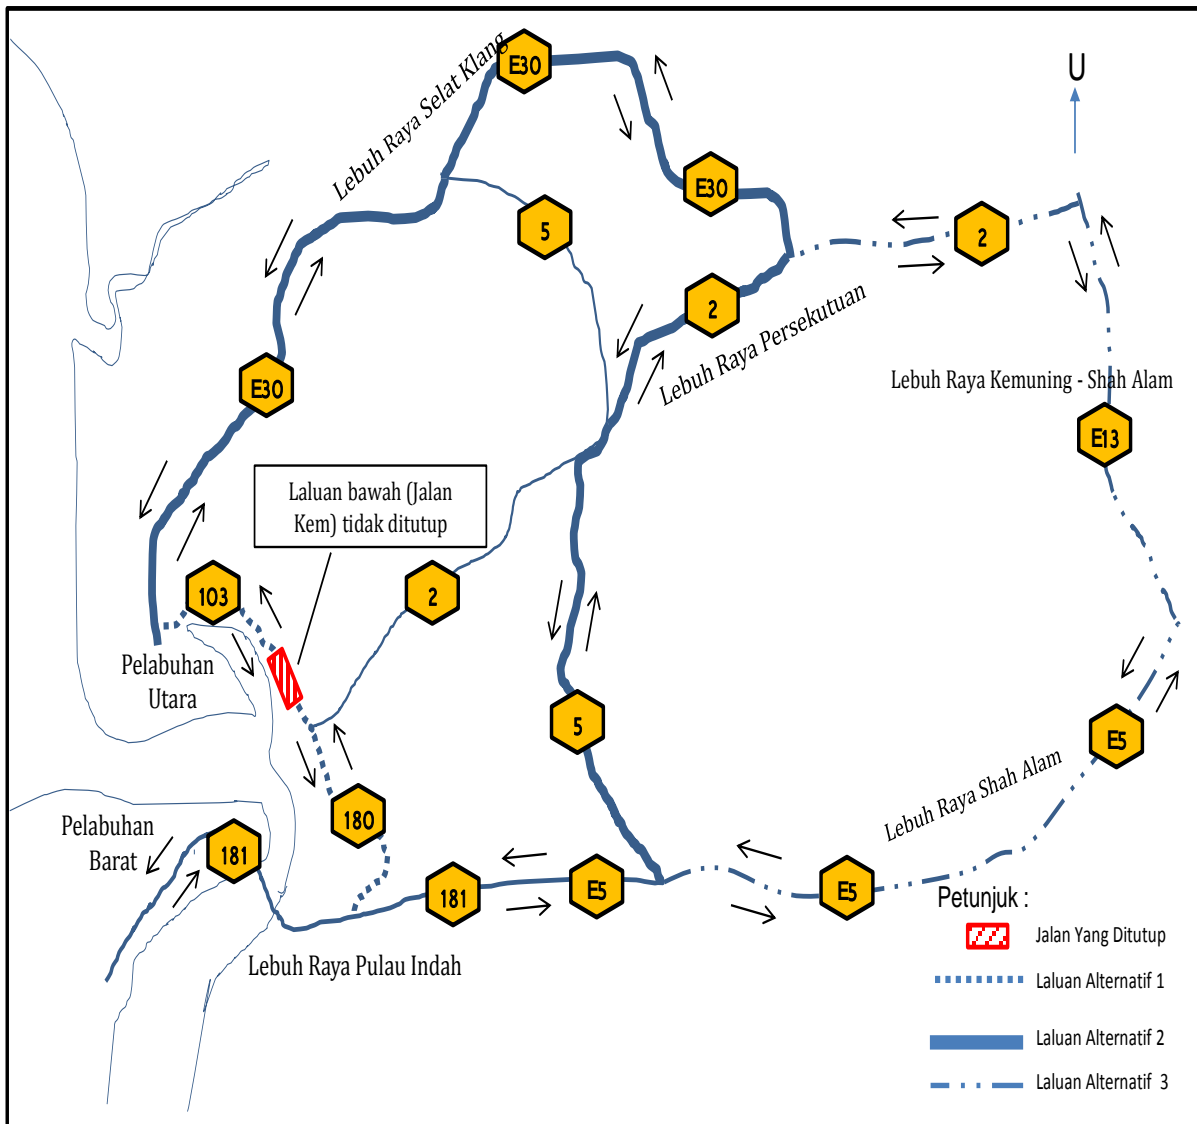 E30
Lebuh Raya Selat Klang
U
E30
5
2
2
Lebuh Raya Persekutuan
E30
Lebuh Raya Kemuning - Shah Alam
E13
Laluan bawah (Jalan
Kem) tidak ditutup
103
2
Pelabuhan
Utara
5
E5
Lebuh Raya Shah Alam
180
Pelabuhan
Barat
181
181
E5
E5
Lebuh Raya Pulau Indah
Petunjuk :
Jalan Yang Ditutup
Laluan Alternatif 1
Laluan Alternatif 2
Laluan Alternatif 3